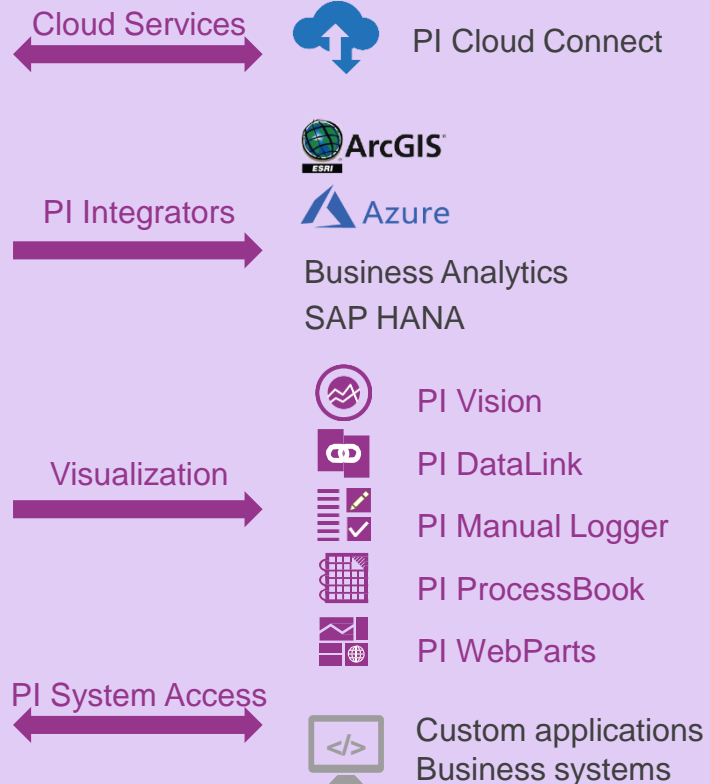 Cloud Services
PI Cloud Connect
ESRI
ArcGIS
PI Integrators
Azure
Business Analytics
SAP HANA
PI Vision
Visualization
PI DataLink
PI Manual Logger
PI ProcessBook
PI WebParts
PI System Access
</>
Custom applications
Business systems